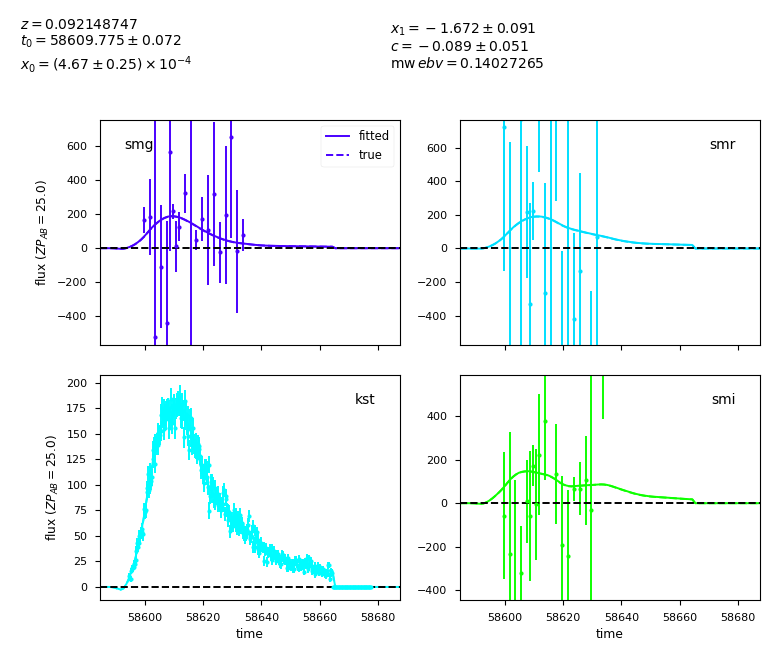 z = 0.092148747
t0 = 58609.775 ± 0.072
x0 = (4.67 ± 0.25) × 10^−4
x1 = −1.672 ± 0.091
c = −0.089 ± 0.051
mw ebv = 0.14027265
smg
fitted
true
600
400
200
0
−200
−400
flux (ZP_AB = 25.0)
smr
600
400
200
0
−200
−400
kst
200
175
150
125
100
75
50
25
0
flux (ZP_AB = 25.0)
58600 58620 58640 58660 58680
time
smi
400
200
0
−200
−400
58600 58620 58640 58660 58680
time